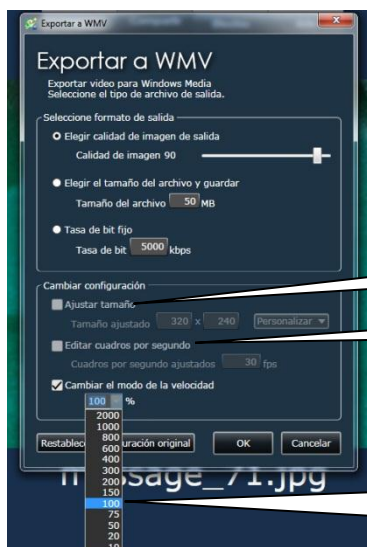 Exportar a WMV
Exportar a WMV
Exportar video para Windows Media
Seleccione el tipo de archivo de salida.
Seleccione formato de salida
Elegir calidad de imagen de salida
Calidad de imagen 90
Elegir el tamaño del archivo y guardar
Tamaño del archivo 50 MB
Tasa de bit fijo
Tasa de bit 5000 kbps
Cambiar configuración
Ajustar tamaño
Tamaño ajustado 320 x 240 Personalizar
Editar cuadros por segundo
Cuadros por segundo ajustados 30 fps
Cambiar el modo de la velocidad
100 %
2000
1000
800
Restablec uración original OK Cancelar
600
400
300
200
150
100
75
50
20
10
_71.jpg